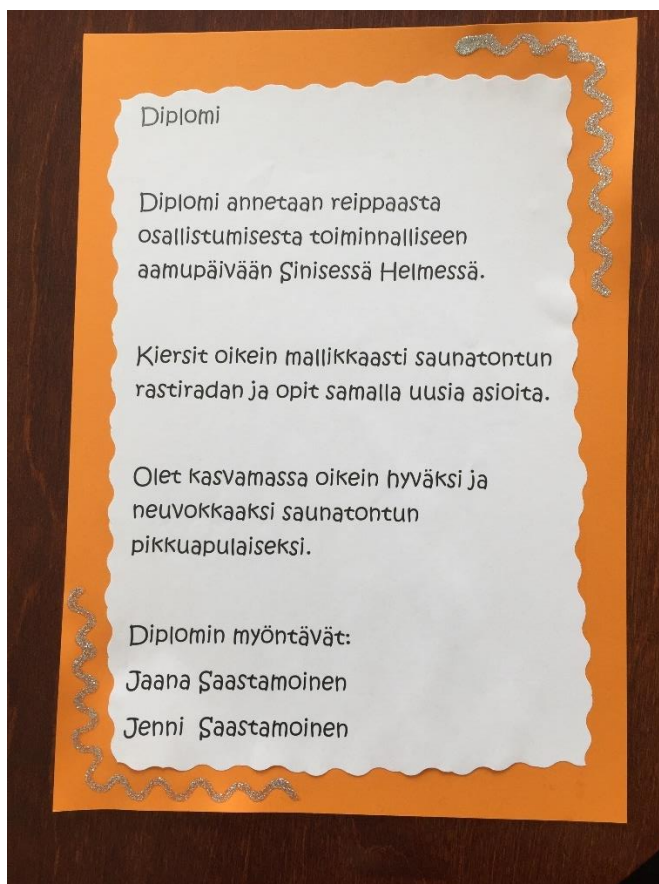 Diplomi
Diplomi annetaan reippaasta
osallistumisesta toiminnalliseen
aamupäivään Sinisessä Helmessä.
Kiersit oikein mallikkaasti saunatontun
rastiradan ja opit samalla uusia asioita.
Olet kasvamassa oikein hyväksi ja
neuvokkaaksi saunatontun
pikkuapulaiseksi.
Diplomin myöntävät:
Jaana Saastamoinen
Jenni  Saastamoinen